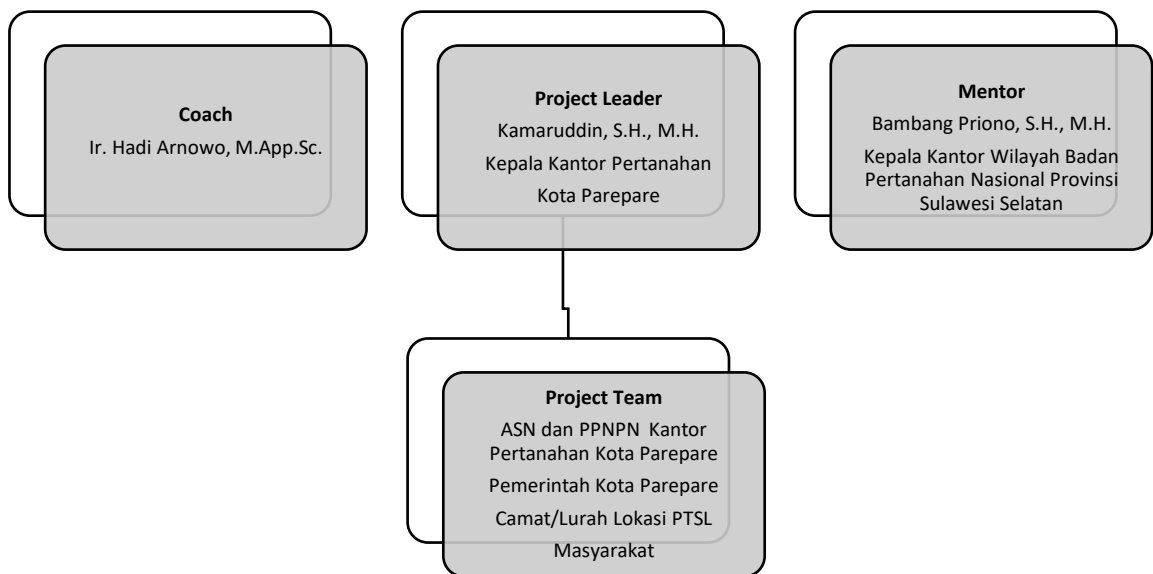 Coach
Ir. Hadi Arnowo, M.App.Sc.
Project Leader
Kamaruddin, S.H., M.H.
Kepala Kantor Pertanahan
Kota Parepare
Mentor
Bambang Priono, S.H., M.H.
Kepala Kantor Wilayah Badan
Pertanahan Nasional Provinsi
Sulawesi Selatan
Project Team
ASN dan PPNPN Kantor
Pertanahan Kota Parepare
Pemerintah Kota Parepare
Camat/Lurah Lokasi PTSL
Masyarakat